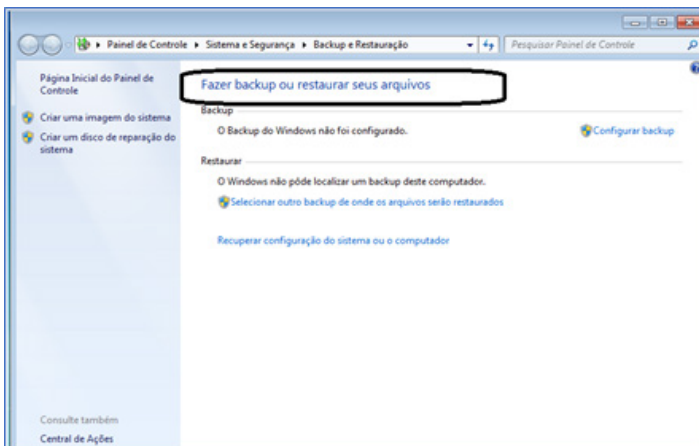 Painel de Controle Sistema e Segurança Backup e Restauração
Pesquisar Painel de Controle
Página Inicial do Painel de
Controle
Criar uma imagem do sistema
Criar um disco de reparação do
sistema
Fazer backup ou restaurar seus arquivos
Backup
O Backup do Windows não foi configurado.
Configurar backup
Restaurar
O Windows não pôde localizar um backup deste computador.
Selecionar outro backup de onde os arquivos serão restaurados
Recuperar configuração do sistema ou o computador
Consulte também
Central de Ações